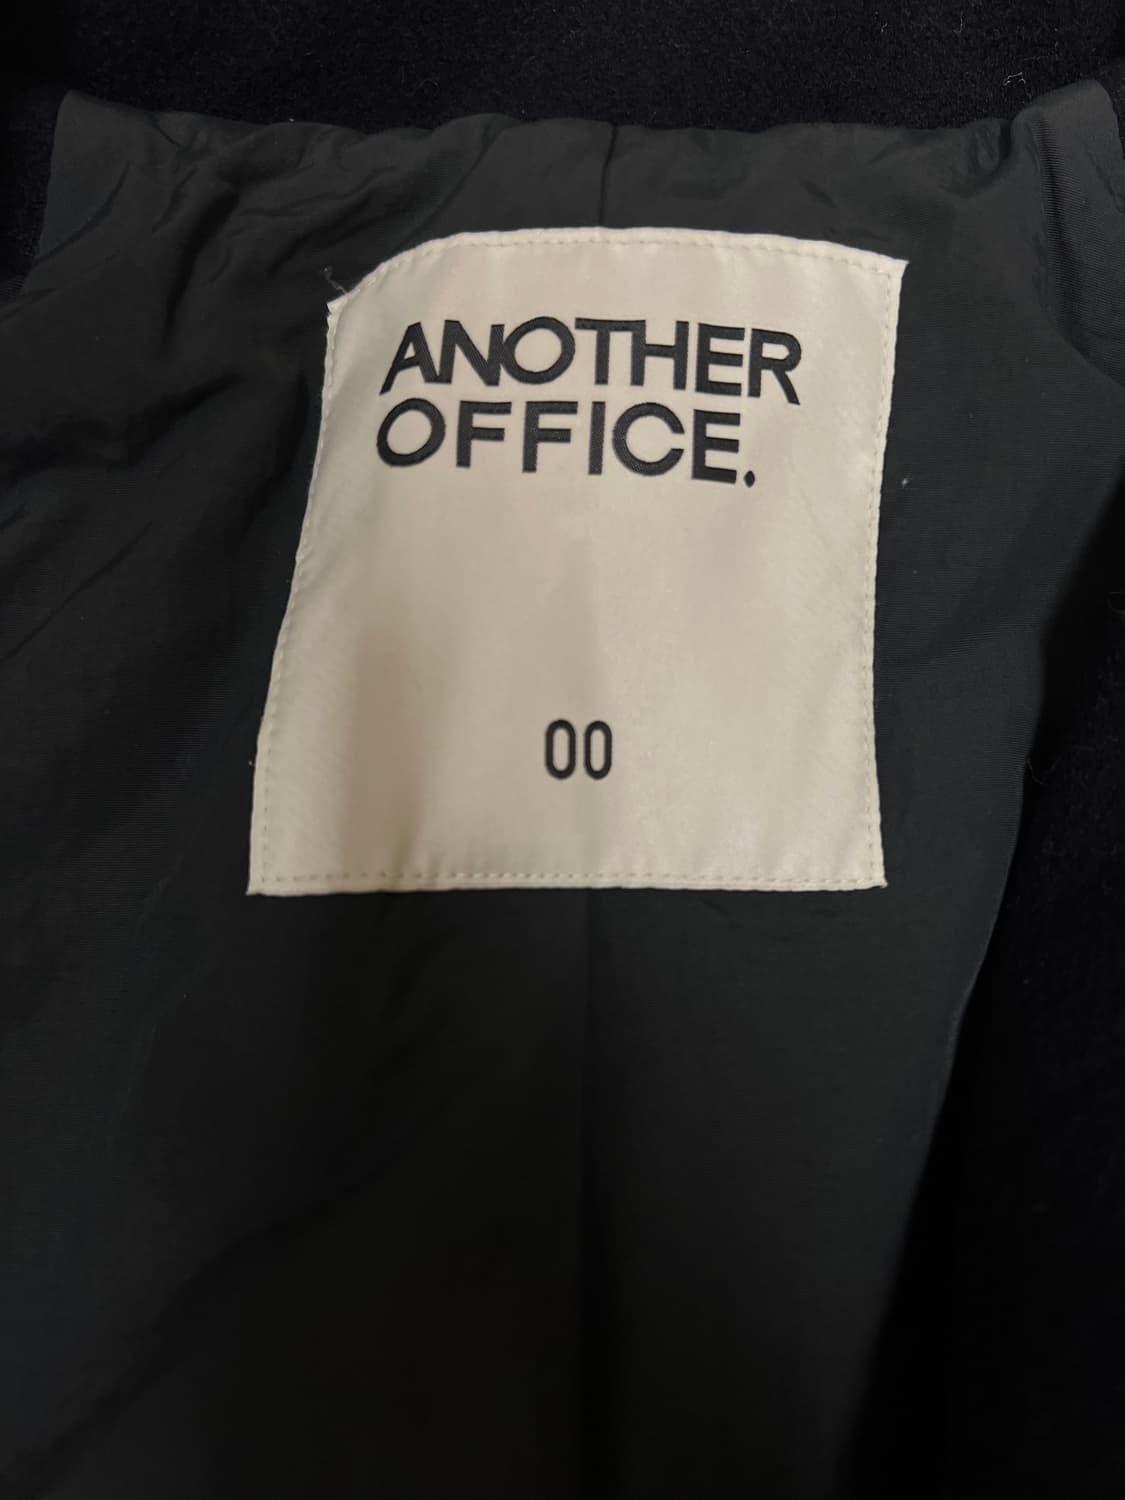 ANOTHER
OFFICE.
00